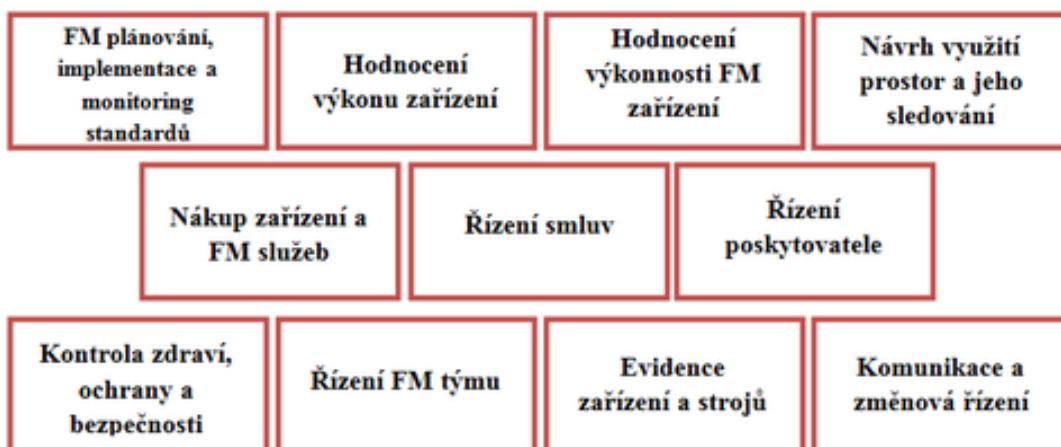 FM plánování,
implementace a
monitoring
standardů
Hodnocení
výkonu zařízení
Hodnocení
výkonnosti FM
zařízení
Návrh využití
prostor a jeho
sledování
Nákup zařízení a
FM služeb
Řízení smluv
Řízení
poskytovatele
Kontrola zdraví,
ochrany a
bezpečnosti
Řízení FM týmu
Evidence
zařízení a strojů
Komunikace a
změnová řízení